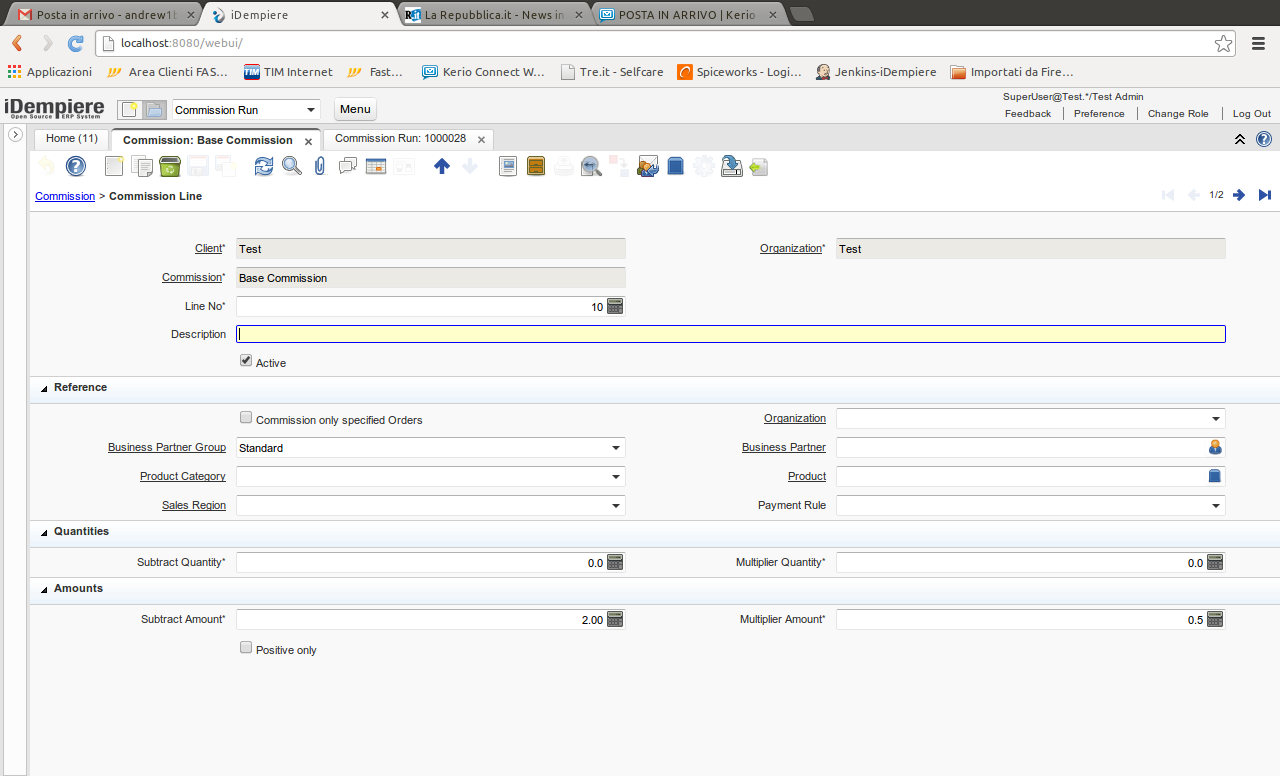 Posta in arrivo - andrew1b
iDempiere
La Repubblica.it - News in
POSTA IN ARRIVO | Kerio
localhost:8080/webui/
Applicazioni
Area Clienti FAS...
TIM Internet
Fast...
Kerio Connect W...
Tre.it - Selfcare
Spiceworks - Logi...
Jenkins-iDempiere
Importati da Fire...
iDempiere
Open Source ERP System
Commission Run
Menu
SuperUser@Test.*/Test Admin
Feedback
Preference
Change Role
Log Out
Home (11)
Commission: Base Commission
Commission Run: 1000028
Commission > Commission Line
1/2
Client* Test
Organization* Test
Commission* Base Commission
Line No* 10
Description
Active
Reference
Commission only specified Orders
Organization
Business Partner Group Standard
Business Partner
Product Category
Product
Sales Region
Payment Rule
Quantities
Subtract Quantity* 0.0
Multiplier Quantity* 0.0
Amounts
Subtract Amount* 2.00
Multiplier Amount* 0.5
Positive only